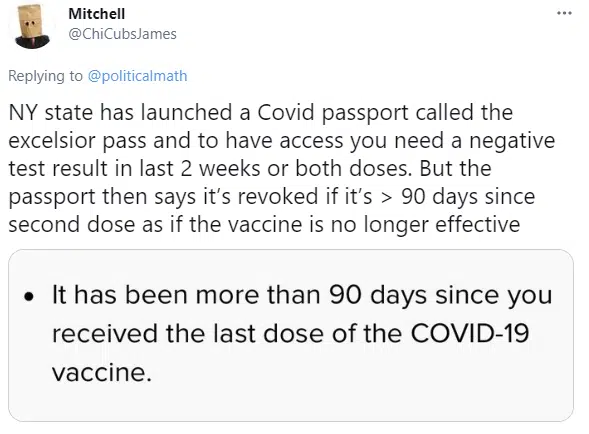 Mitchell
@ChiCubsJames
Replying to @politicalmath
NY state has launched a Covid passport called the
excelsior pass and to have access you need a negative
test result in last 2 weeks or both doses. But the
passport then says it's revoked if it's > 90 days since
second dose as if the vaccine is no longer effective
• It has been more than 90 days since you
received the last dose of the COVID-19
vaccine.